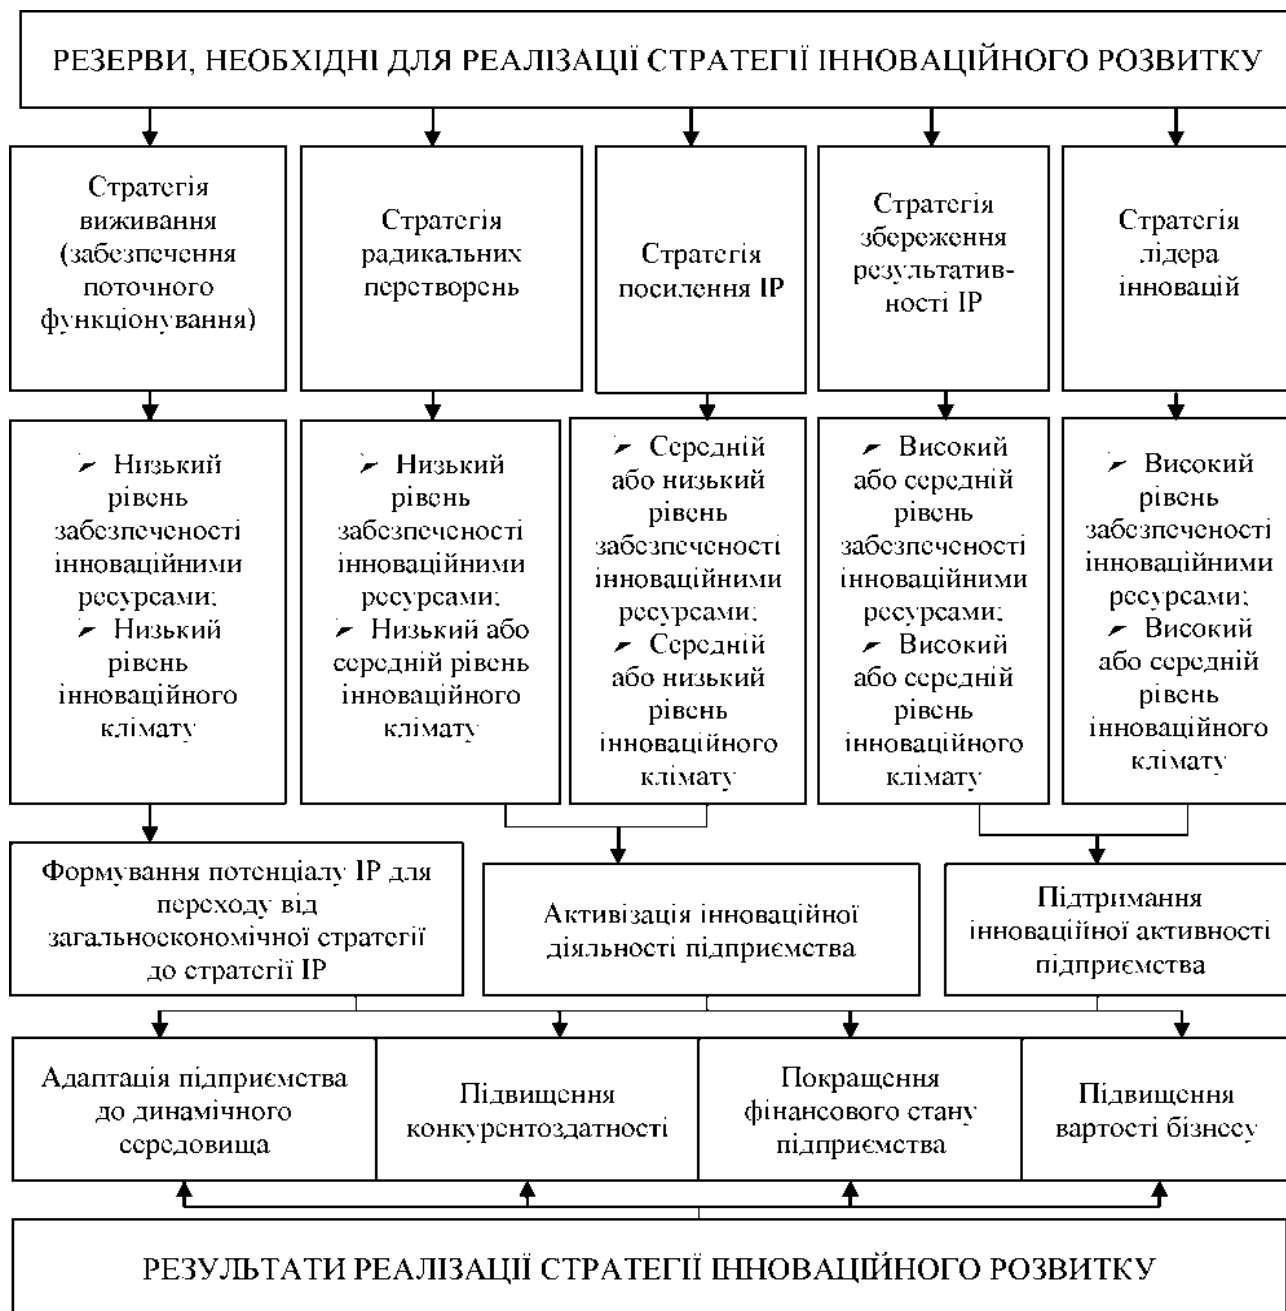 РЕЗЕРВИ, НЕОБХІДНІ ДЛЯ РЕАЛІЗАЦІЇ СТРАТЕГІЇ ІННОВАЦІЙНОГО РОЗВИТКУ
Стратегія
виживання
(забезпечення
поточного
функціонування)
Стратегія
радикальних
перетворень
Стратегія
посилення ІР
Стратегія
збереження
результатив-
ності ІР
Стратегія
лідера
інновацій
➢ Низький
рівень
забезпеченості
інноваційними
ресурсами;
➢ Низький
рівень
інноваційного
клімату
➢ Низький
рівень
забезпеченості
інноваційними
ресурсами;
➢ Низький або
середній рівень
інноваційного
клімату
➢ Середній
або низький
рівень
забезпеченості
інноваційними
ресурсами;
➢ Середній
або низький
рівень
інноваційного
клімату
➢ Високий
або середній
рівень
забезпеченості
інноваційними
ресурсами;
➢ Високий
або середній
рівень
інноваційного
клімату
➢ Високий
рівень
забезпеченості
інноваційними
ресурсами;
➢ Високий
або середній
рівень
інноваційного
клімату
Формування потенціалу ІР для
переходу від
загальноекономічної стратегії
до стратегії ІР
Активізація інноваційної
діяльності підприємства
Підтримання
інноваційної активності
підприємства
Адаптація підприємства
до динамічного
середовища
Підвищення
конкурентоздатності
Покращення
фінансового стану
підприємства
Підвищення
вартості бізнесу
РЕЗУЛЬТАТИ РЕАЛІЗАЦІЇ СТРАТЕГІЇ ІННОВАЦІЙНОГО РОЗВИТКУ